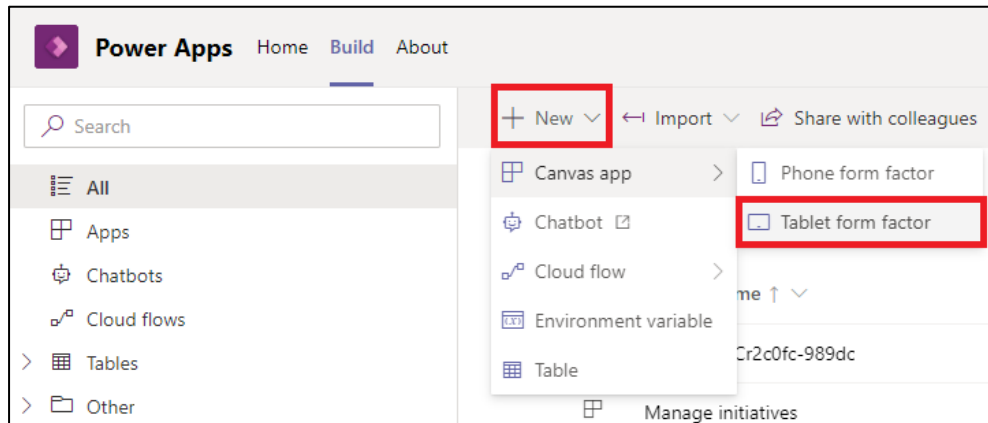 Power Apps Home Build About
Search
New Import Share with colleagues
All
Apps
Chatbots
Cloud flows
Tables
Other
Canvas app
Chatbot
Cloud flow
Environment variable
Table
Phone form factor
Tablet form factor
me ↑
Cr2c0fc-989dc
Manage initiatives